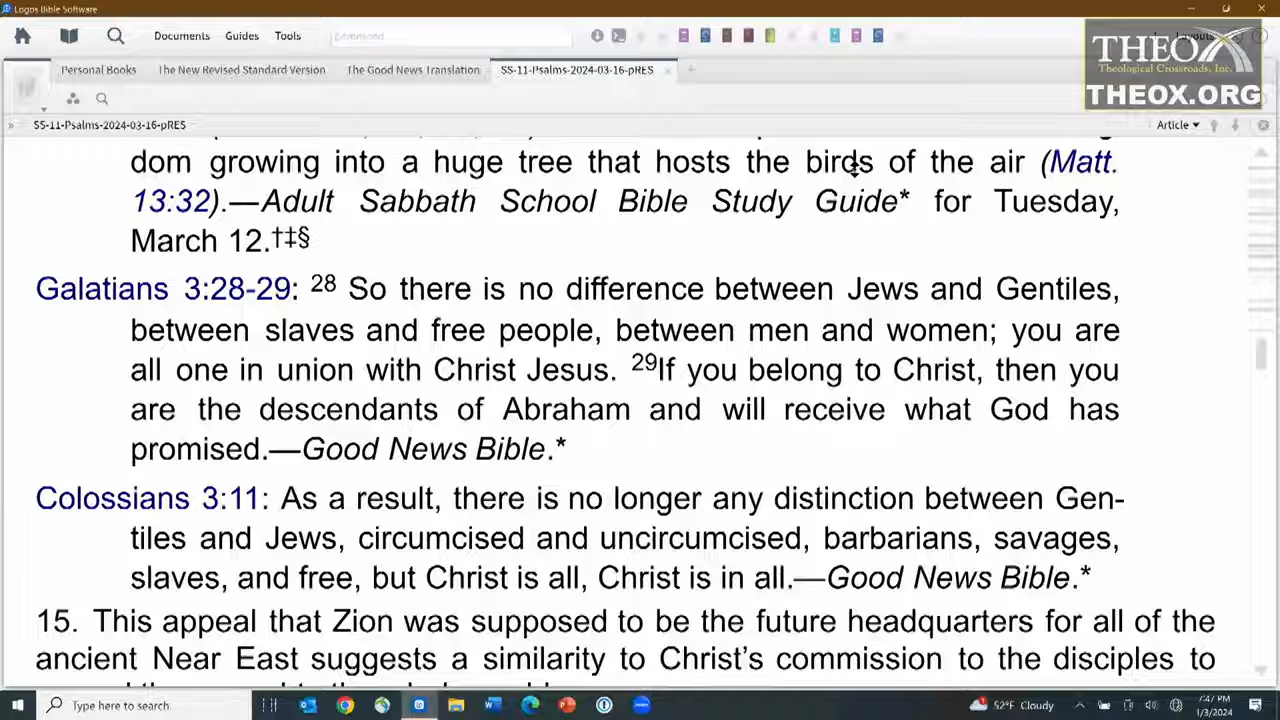 Logos Bible Software
Documents Guides Tools Command
THEOX
Theological Crossroads, Inc.
THEOX.ORG
Personal Books The New Revised Standard Version The Good News Translation SS-11-Psalms-2024-03-16-pRES
SS-11-Psalms-2024-03-16-pRES Article
dom growing into a huge tree that hosts the birds of the air (Matt.
13:32).—Adult Sabbath School Bible Study Guide* for Tuesday,
March 12.†‡§
Galatians 3:28-29: 28 So there is no difference between Jews and Gentiles,
between slaves and free people, between men and women; you are
all one in union with Christ Jesus. 29If you belong to Christ, then you
are the descendants of Abraham and will receive what God has
promised.—Good News Bible.*
Colossians 3:11: As a result, there is no longer any distinction between Gen-
tiles and Jews, circumcised and uncircumcised, barbarians, savages,
slaves, and free, but Christ is all, Christ is in all.—Good News Bible.*
15. This appeal that Zion was supposed to be the future headquarters for all of the
ancient Near East suggests a similarity to Christ's commission to the disciples to
Type here to search
52°F Cloudy
7:47 PM
1/3/2024